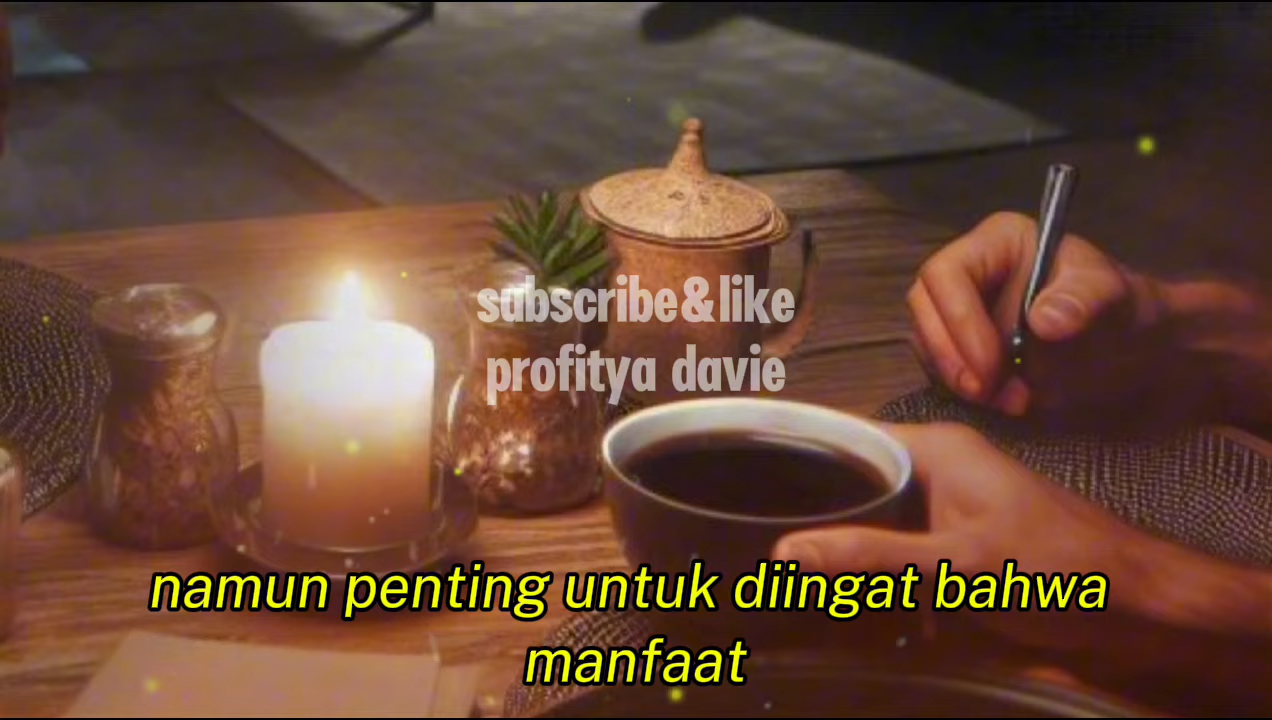 subscribe&like
profitya davie
namun penting untuk diingat bahwa
manfaat